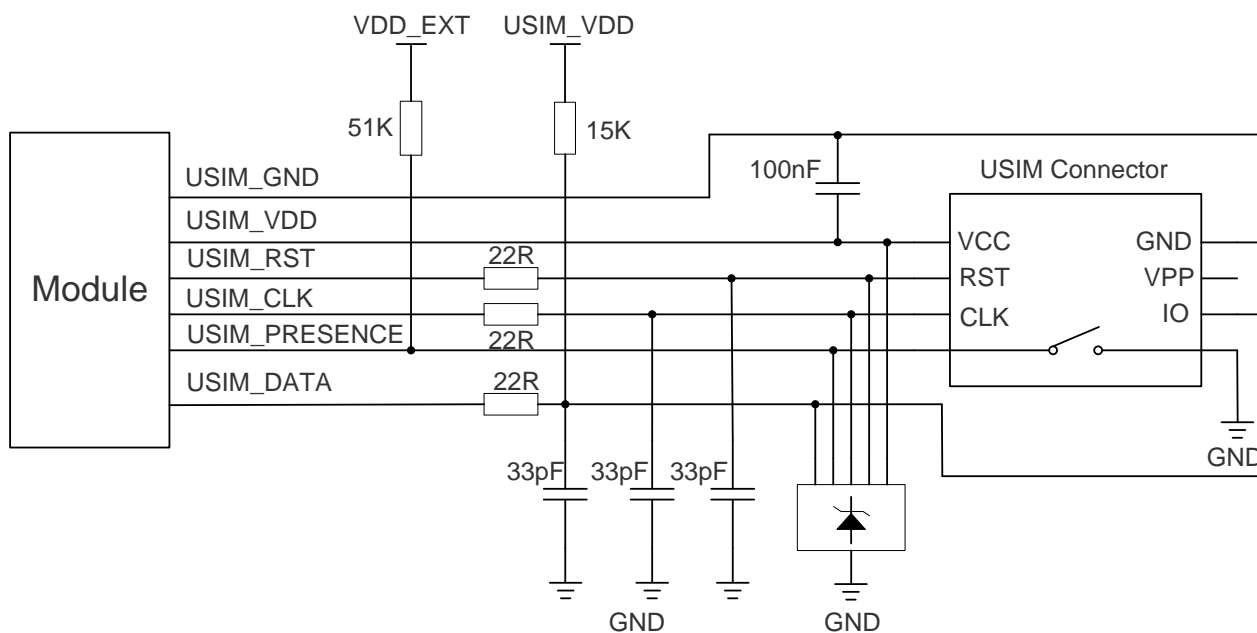 VDD_EXT USIM_VDD
51K 15K
100nF USIM Connector
USIM_GND
USIM_VDD
VCC GND
22R
USIM_RST
RST VPP
Module
USIM_CLK
CLK IO
USIM_PRESENCE 22R
USIM_DATA 22R
GND
33pF 33pF 33pF
GND GND